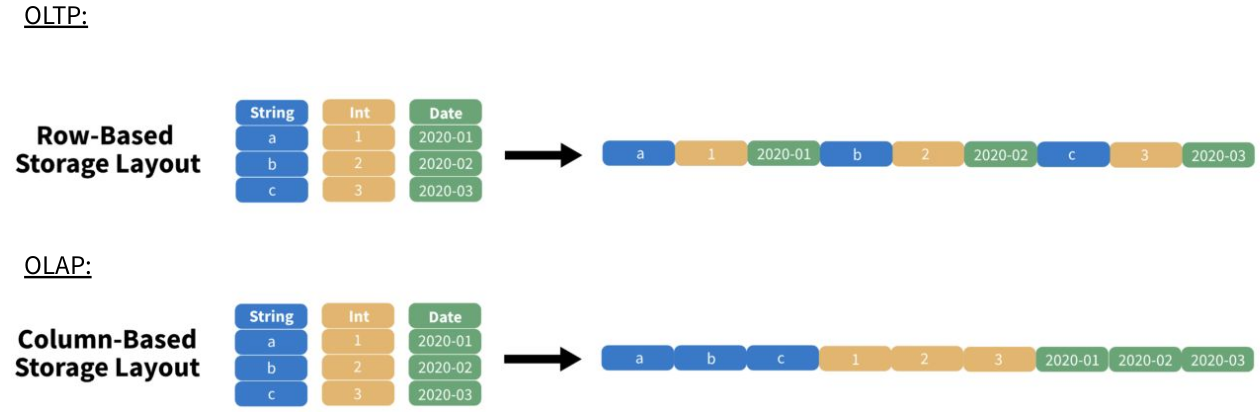 OLTP:
Row-Based
Storage Layout
String Int Date
a 1 2020-01
b 2 2020-02
c 3 2020-03
a 1 2020-01 b 2 2020-02 c 3 2020-03
OLAP:
Column-Based
Storage Layout
String Int Date
a 1 2020-01
b 2 2020-02
c 3 2020-03
a b c 1 2 3 2020-01 2020-02 2020-03